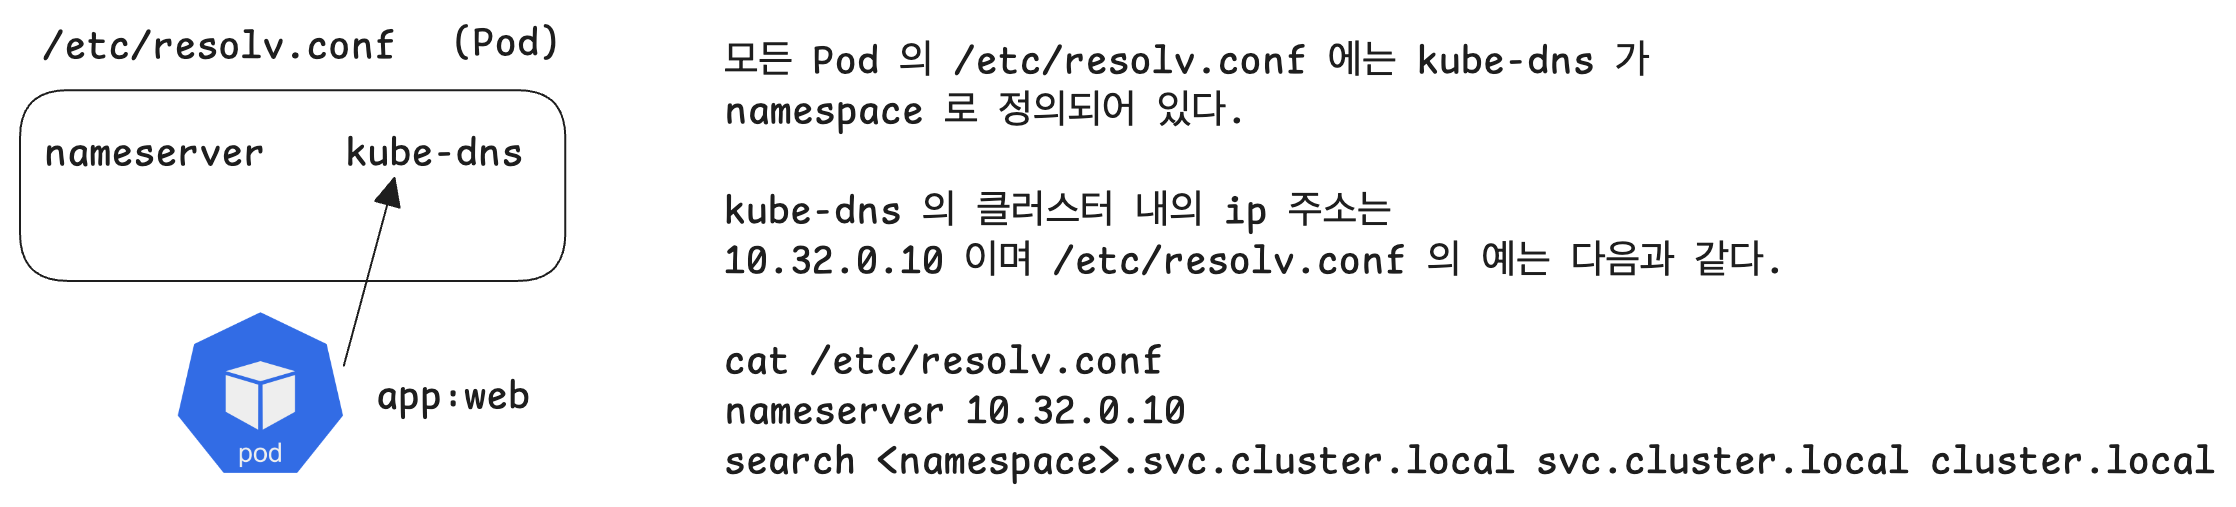 /etc/resolv.conf (Pod)
nameserver kube-dns
pod
app:web
모든 Pod 의 /etc/resolv.conf 에는 kube-dns 가
namespace 로 정의되어 있다.
kube-dns 의 클러스터 내의 ip 주소는
10.32.0.10 이며 /etc/resolv.conf 의 예는 다음과 같다.
cat /etc/resolv.conf
nameserver 10.32.0.10
search <namespace>.svc.cluster.local svc.cluster.local cluster.local